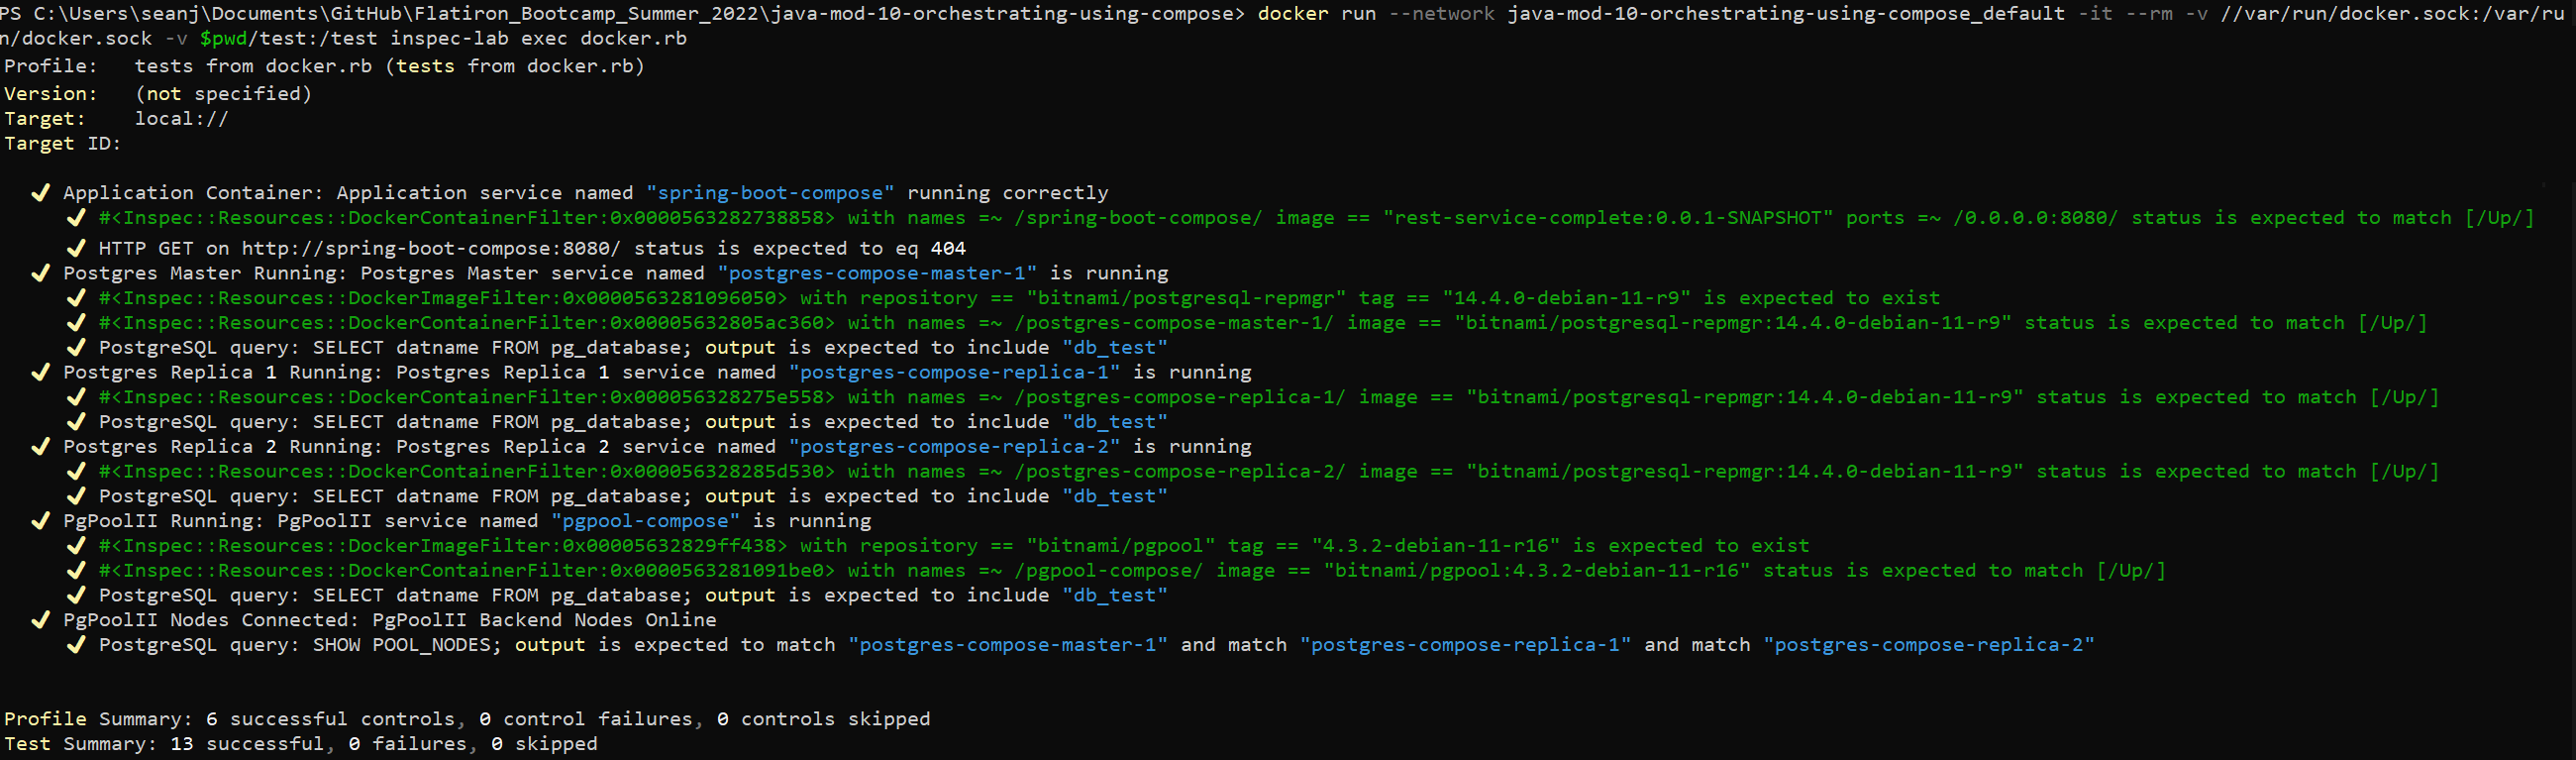 PS C:\Users\seanj\Documents\GitHub\Flatiron_Bootcamp_Summer_2022\java-mod-10-orchestrating-using-compose> docker run --network java-mod-10-orchestrating-using-compose_default -it --rm -v //var/run/docker.sock:/var/ru
n/docker.sock -v $pwd/test:/test inspec-lab exec docker.rb
Profile:   tests from docker.rb (tests from docker.rb)
Version:   (not specified)
Target:    local://
Target ID:
✔ Application Container: Application service named "spring-boot-compose" running correctly
✔ #<Inspec::Resources::DockerContainerFilter:0x0000563282738858> with names =~ /spring-boot-compose/ image == "rest-service-complete:0.0.1-SNAPSHOT" ports =~ /0.0.0.0:8080/ status is expected to match [/Up/]
✔ HTTP GET on http://spring-boot-compose:8080/ status is expected to eq 404
✔ Postgres Master Running: Postgres Master service named "postgres-compose-master-1" is running
✔ #<Inspec::Resources::DockerImageFilter:0x0000563281096050> with repository == "bitnami/postgresql-repmgr" tag == "14.4.0-debian-11-r9" is expected to exist
✔ #<Inspec::Resources::DockerContainerFilter:0x00005632805ac360> with names =~ /postgres-compose-master-1/ image == "bitnami/postgresql-repmgr:14.4.0-debian-11-r9" status is expected to match [/Up/]
✔ PostgreSQL query: SELECT datname FROM pg_database; output is expected to include "db_test"
✔ Postgres Replica 1 Running: Postgres Replica 1 service named "postgres-compose-replica-1" is running
✔ #<Inspec::Resources::DockerContainerFilter:0x000056328275e558> with names =~ /postgres-compose-replica-1/ image == "bitnami/postgresql-repmgr:14.4.0-debian-11-r9" status is expected to match [/Up/]
✔ PostgreSQL query: SELECT datname FROM pg_database; output is expected to include "db_test"
✔ Postgres Replica 2 Running: Postgres Replica 2 service named "postgres-compose-replica-2" is running
✔ #<Inspec::Resources::DockerContainerFilter:0x000056328285d530> with names =~ /postgres-compose-replica-2/ image == "bitnami/postgresql-repmgr:14.4.0-debian-11-r9" status is expected to match [/Up/]
✔ PostgreSQL query: SELECT datname FROM pg_database; output is expected to include "db_test"
✔ PgPoolII Running: PgPoolII service named "pgpool-compose" is running
✔ #<Inspec::Resources::DockerImageFilter:0x00005632829ff438> with repository == "bitnami/pgpool" tag == "4.3.2-debian-11-r16" is expected to exist
✔ #<Inspec::Resources::DockerContainerFilter:0x0000563281091be0> with names =~ /pgpool-compose/ image == "bitnami/pgpool:4.3.2-debian-11-r16" status is expected to match [/Up/]
✔ PostgreSQL query: SELECT datname FROM pg_database; output is expected to include "db_test"
✔ PgPoolII Nodes Connected: PgPoolII Backend Nodes Online
✔ PostgreSQL query: SHOW POOL_NODES; output is expected to match "postgres-compose-master-1" and match "postgres-compose-replica-1" and match "postgres-compose-replica-2"
Profile Summary: 6 successful controls, 0 control failures, 0 controls skipped
Test Summary: 13 successful, 0 failures, 0 skipped